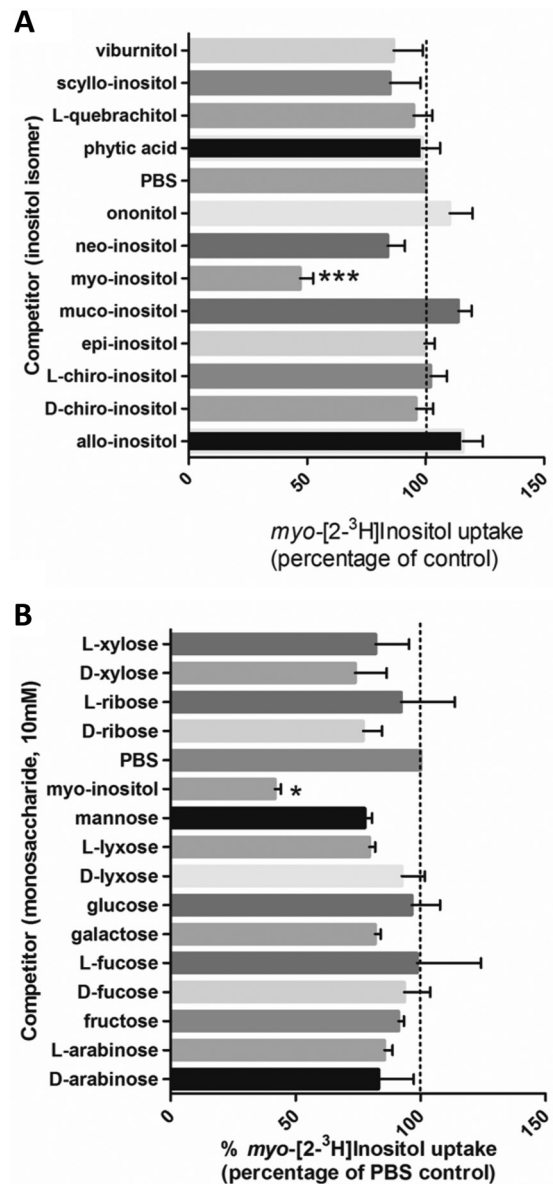 A
Competitor (inositol isomer)
viburnitol
scyllo-inositol
L-quebrachitol
phytic acid
PBS
ononitol
neo-inositol
myo-inositol
***
muco-inositol
epi-inositol
L-chiro-inositol
D-chiro-inositol
allo-inositol
0
50
100
150
myo-[2-³H]Inositol uptake
(percentage of control)
B
Competitor (monosaccharide, 10mM)
L-xylose
D-xylose
L-ribose
D-ribose
PBS
myo-inositol
*
mannose
L-lyxose
D-lyxose
glucose
galactose
L-fucose
D-fucose
fructose
L-arabinose
D-arabinose
0
50
100
150
% myo-[2-³H]Inositol uptake
(percentage of PBS control)